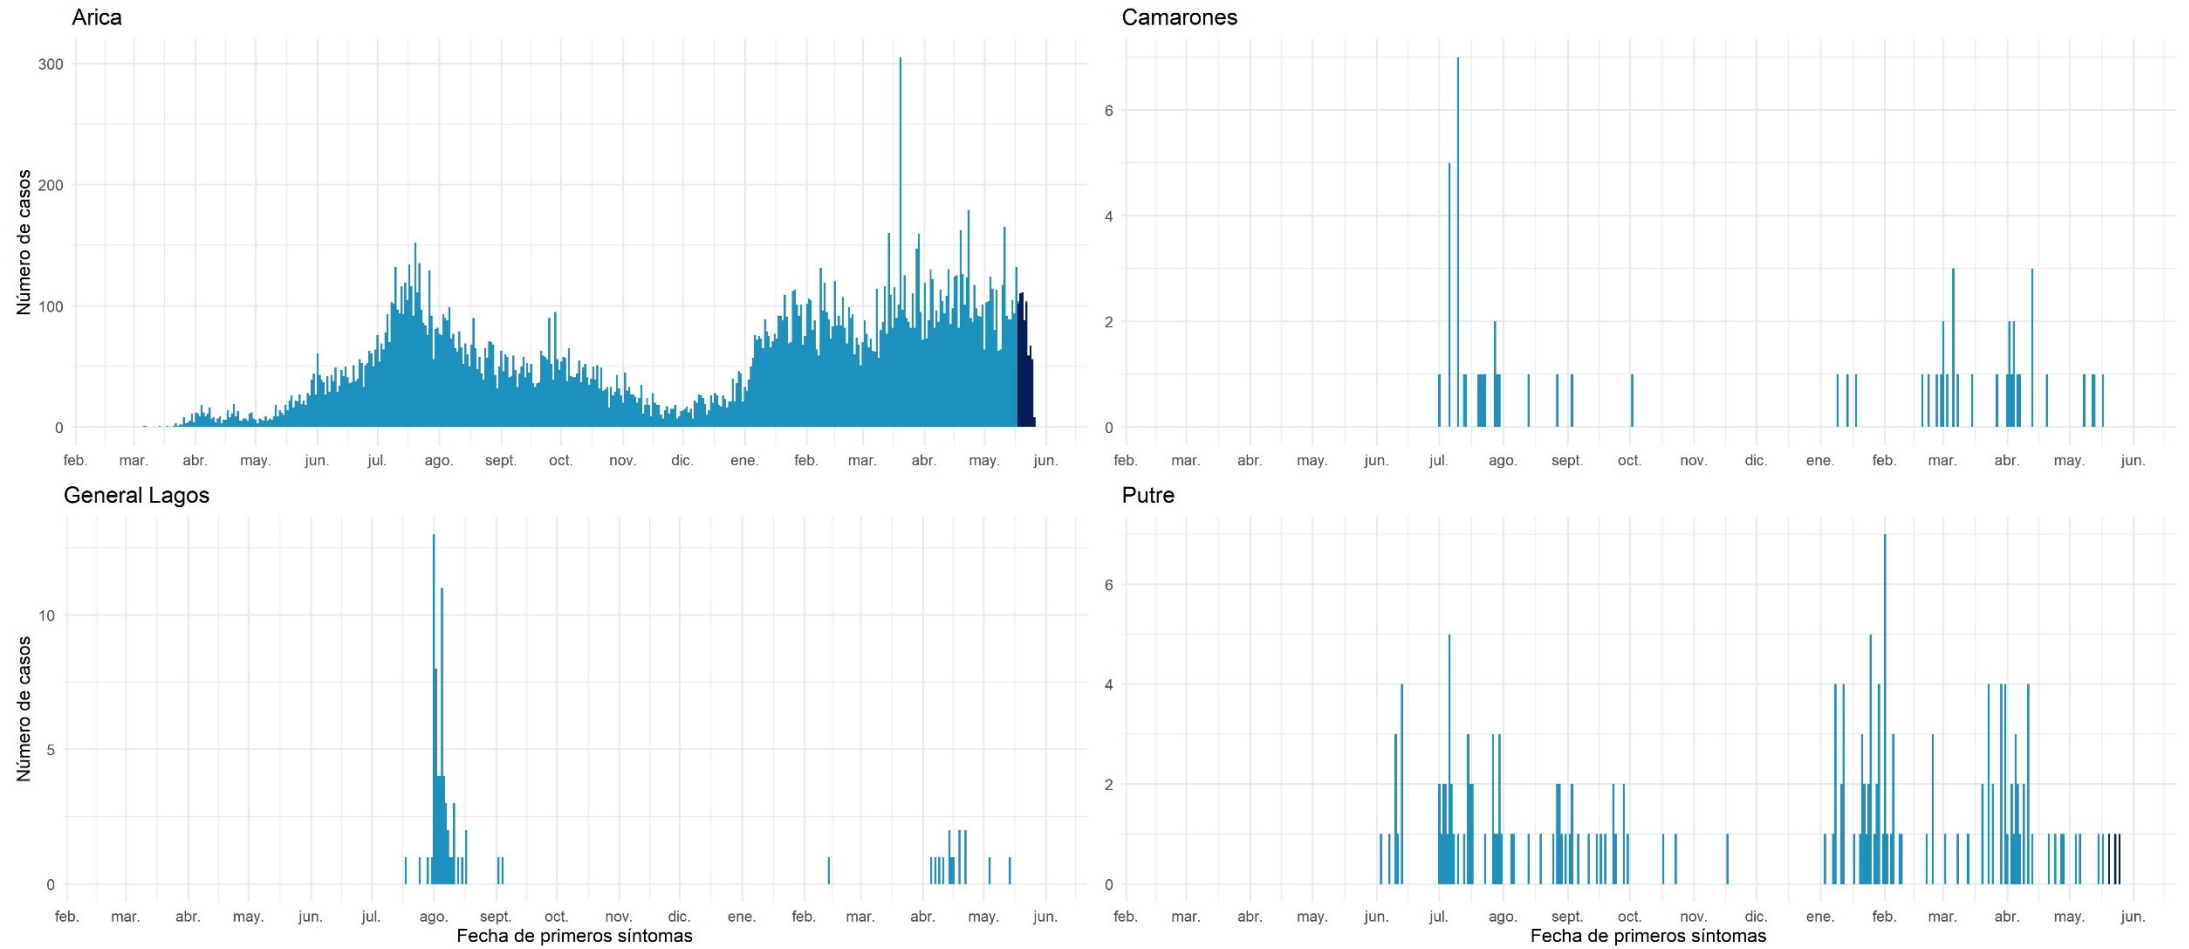 Arica
Número de casos
300
200
100
0
feb. mar. abr. may. jun. jul. ago. sept. oct. nov. dic. ene. feb. mar. abr. may. jun.
Camarones
6
4
2
0
feb. mar. abr. may. jun. jul. ago. sept. oct. nov. dic. ene. feb. mar. abr. may. jun.
General Lagos
Número de casos
10
5
0
feb. mar. abr. may. jun. jul. ago. sept. oct. nov. dic. ene. feb. mar. abr. may. jun.
Fecha de primeros síntomas
Putre
6
4
2
0
feb. mar. abr. may. jun. jul. ago. sept. oct. nov. dic. ene. feb. mar. abr. may. jun.
Fecha de primeros síntomas